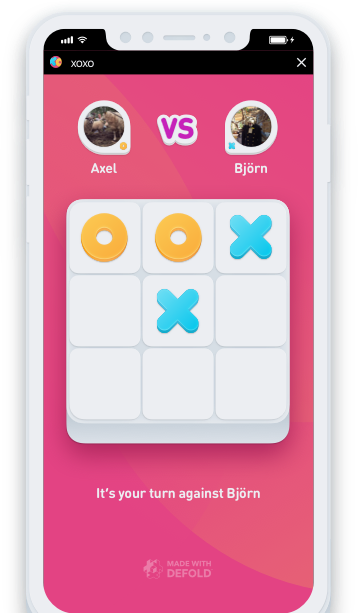 XOXO
VS
Axel
Björn
It's your turn against Björn
MADE WITH
DEFOLD